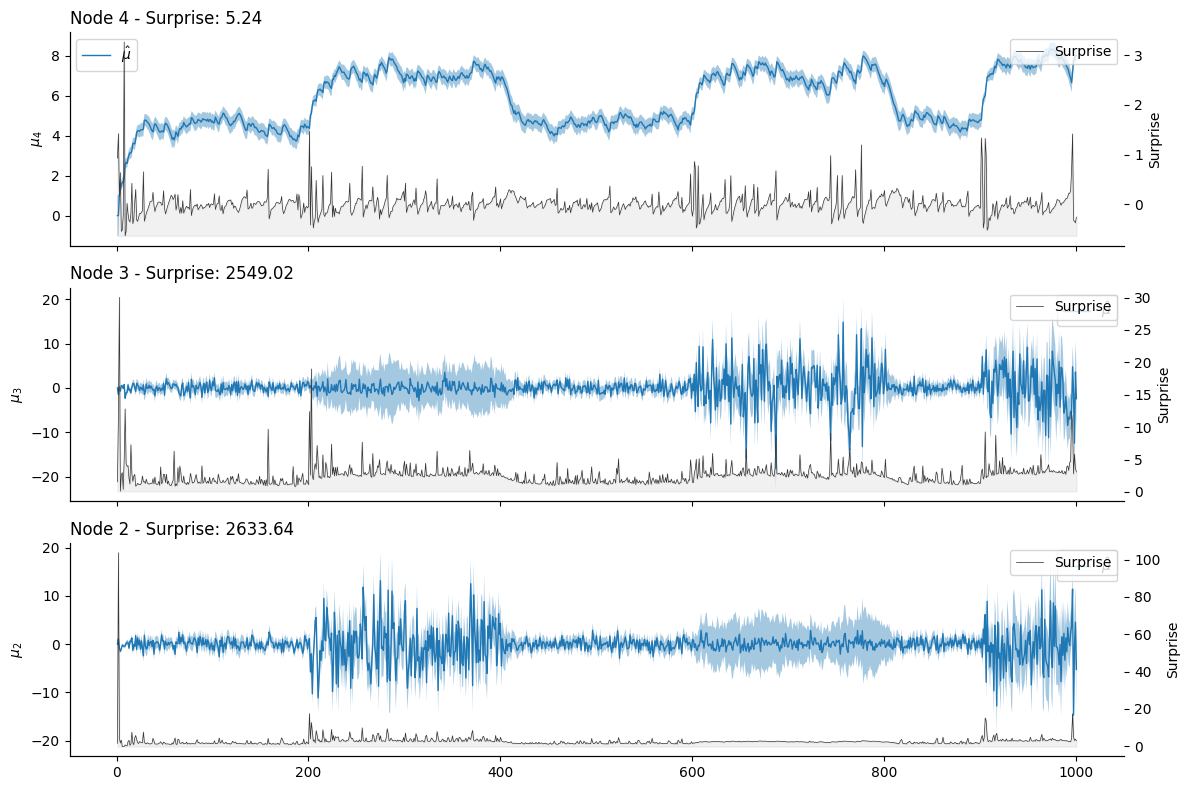 Node 4 - Surprise: 5.24
μ̂
Surprise
8
6
4
2
0
μ4
3
2
1
0
Surprise
Node 3 - Surprise: 2549.02
Surprise
μ̂
20
10
0
−10
−20
μ3
30
25
20
15
10
5
0
Surprise
Node 2 - Surprise: 2633.64
Surprise
μ̂
20
10
0
−10
−20
μ2
100
80
60
40
20
0
Surprise
0 200 400 600 800 1000